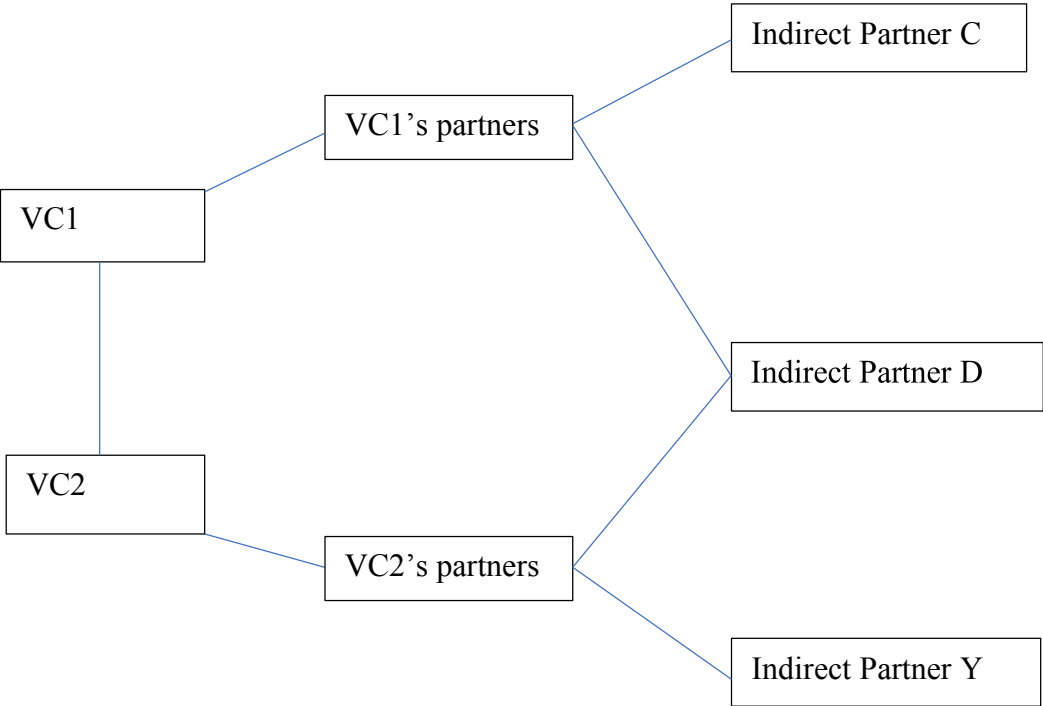 Indirect Partner C
VC1’s partners
VC1
Indirect Partner D
VC2
VC2’s partners
Indirect Partner Y